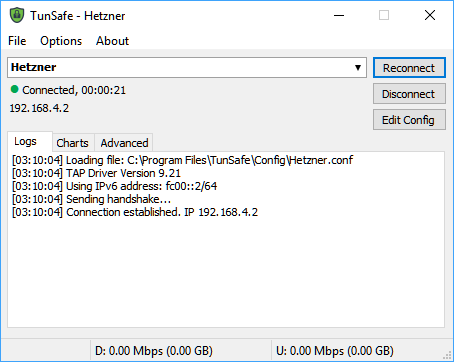 TunSafe - Hetzner
File Options About
Hetzner
Reconnect
Connected, 00:00:21
Disconnect
192.168.4.2
Edit Config
Logs Charts Advanced
[03:10:04] Loading file: C:\Program Files\TunSafe\Config\Hetzner.conf
[03:10:04] TAP Driver Version 9.21
[03:10:04] Using IPv6 address: fc00::2/64
[03:10:04] Sending handshake...
[03:10:04] Connection established. IP 192.168.4.2
D: 0.00 Mbps (0.00 GB) U: 0.00 Mbps (0.00 GB)